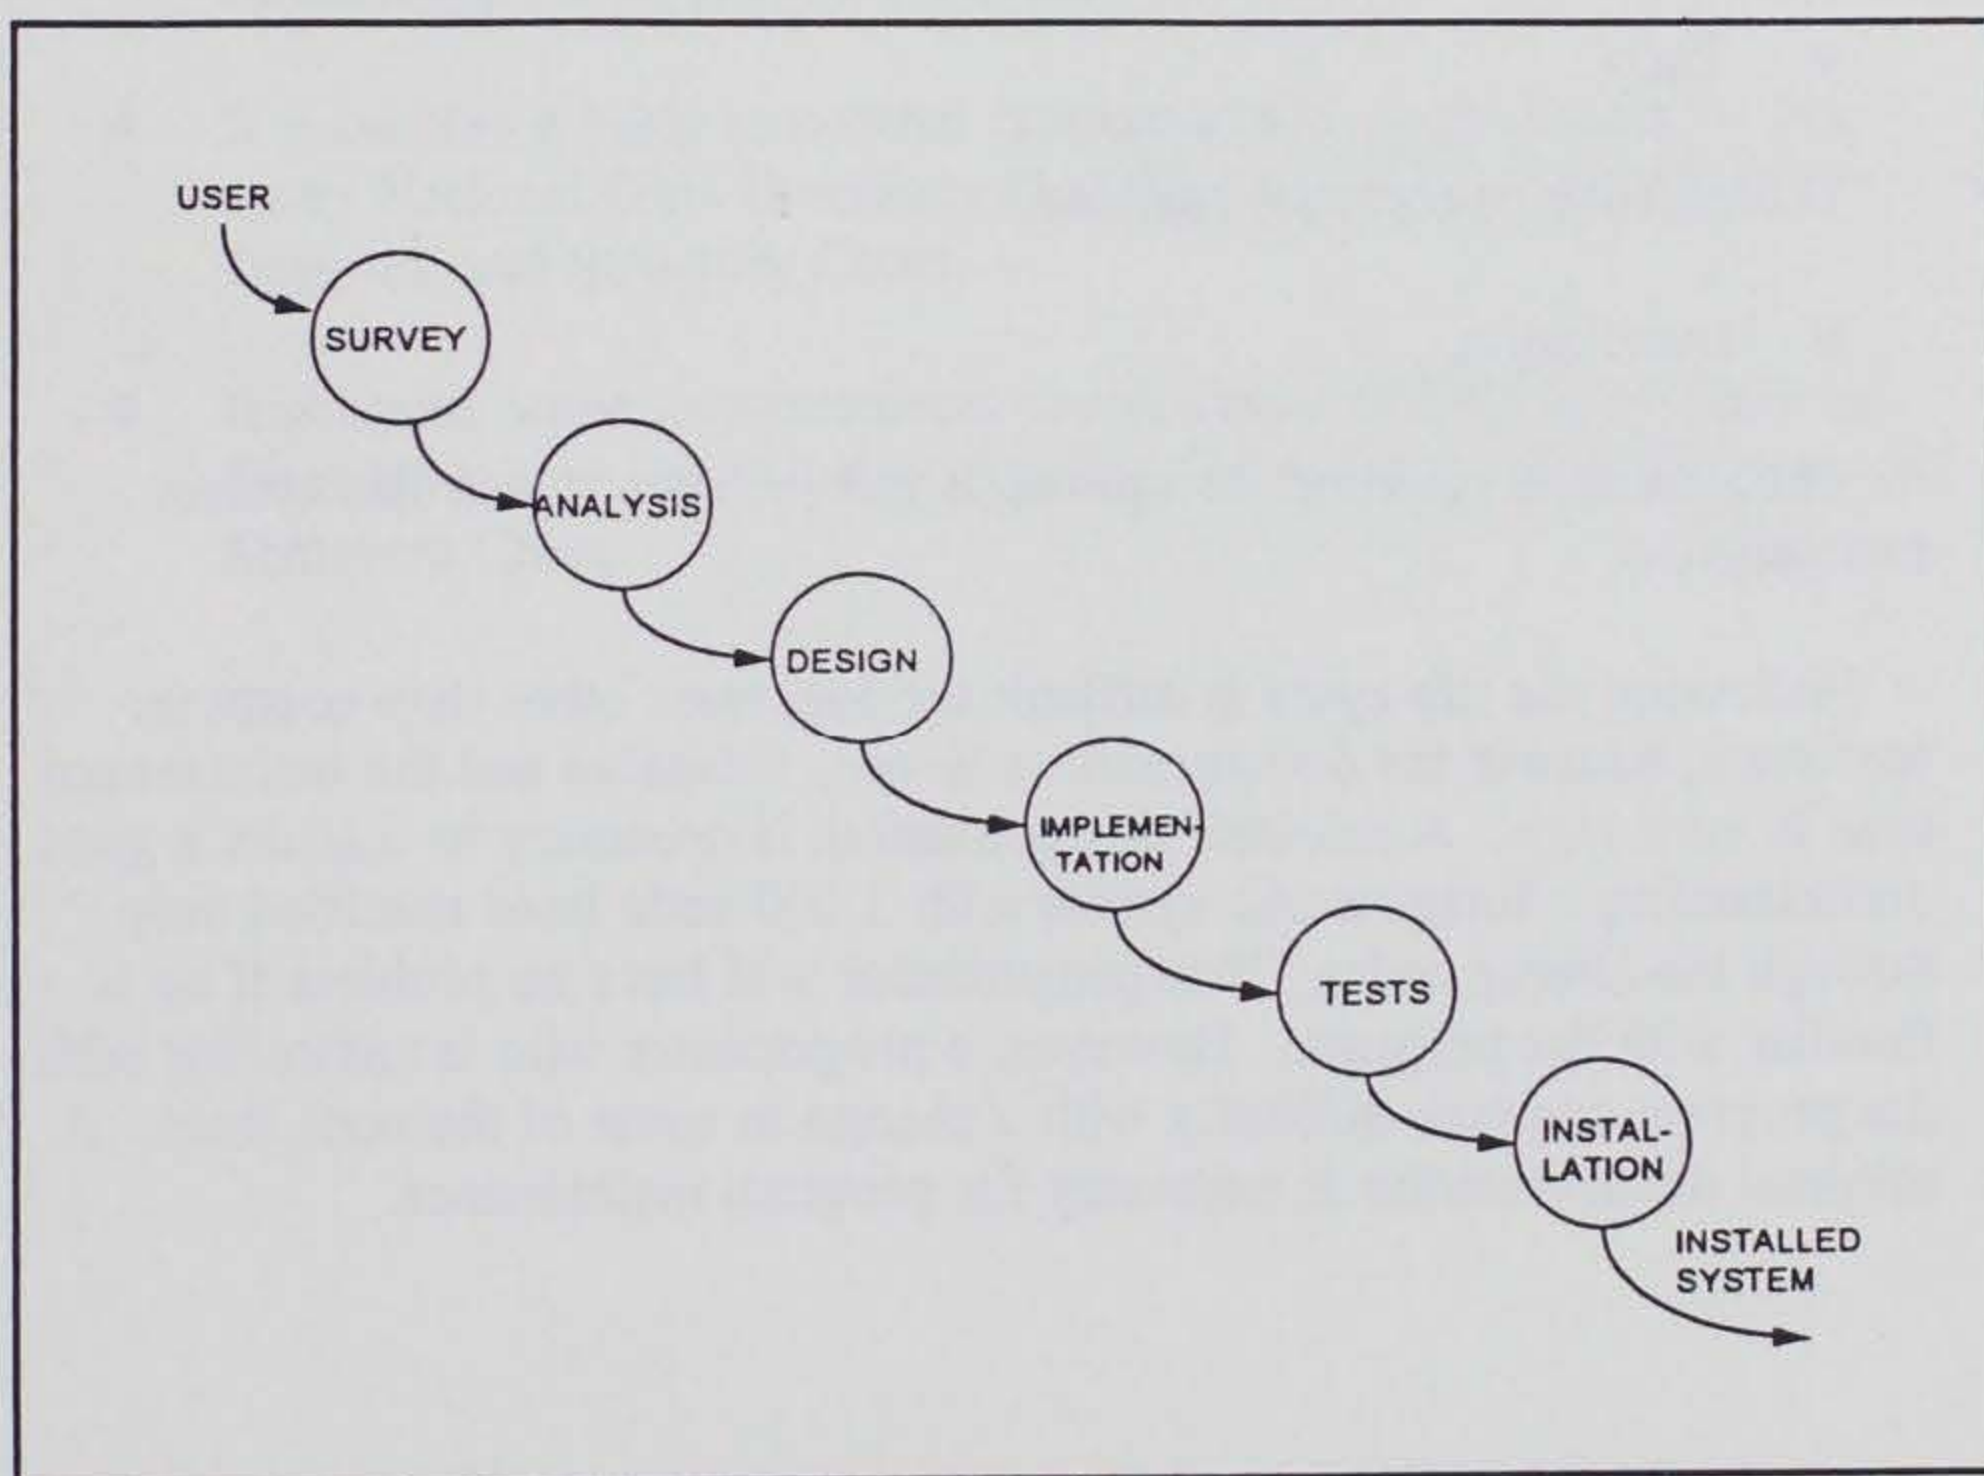 USER
SURVEY
ANALYSIS
DESIGN
IMPLEMEN-
TATION
TESTS
INSTAL-
LATION
INSTALLED
SYSTEM